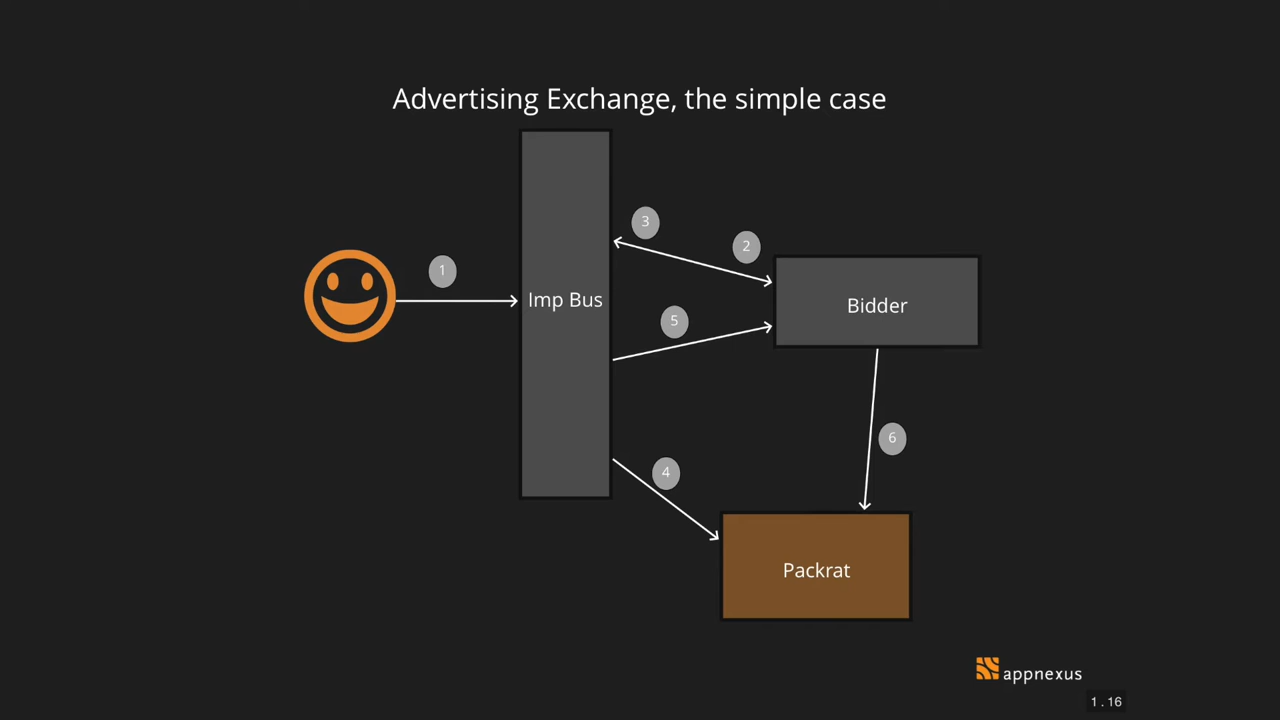 Advertising Exchange, the simple case
3
2
1
Imp Bus
Bidder
5
6
4
Packrat
appnexus
1.16